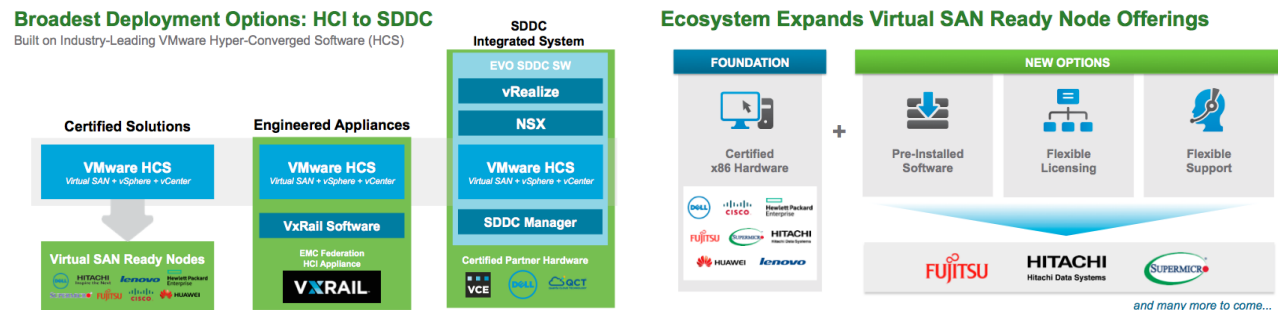 Broadest Deployment Options: HCI to SDDC
Built on Industry-Leading VMware Hyper-Converged Software (HCS)
Certified Solutions
VMware HCS
Virtual SAN + vSphere + vCenter
Virtual SAN Ready Nodes
DELL
HITACHI
Inspire the Next
lenovo
Hewlett Packard
Enterprise
SUPERMICRO
FUJITSU
CISCO
HUAWEI
Engineered Appliances
VMware HCS
Virtual SAN + vSphere + vCenter
VxRail Software
EMC Federation
HCI Appliance
VXRAIL
SDDC
Integrated System
EVO SDDC SW
vRealize
NSX
VMware HCS
Virtual SAN + vSphere + vCenter
SDDC Manager
Certified Partner Hardware
VCE
DELL
QCT
Ecosystem Expands Virtual SAN Ready Node Offerings
FOUNDATION
Certified
x86 Hardware
DELL
CISCO
Hewlett Packard
Enterprise
FUJITSU
SUPERMICRO
HITACHI
Hitachi Data Systems
HUAWEI
lenovo
+
NEW OPTIONS
Pre-Installed
Software
Flexible
Licensing
Flexible
Support
FUJITSU
HITACHI
Hitachi Data Systems
SUPERMICRO
and many more to come...